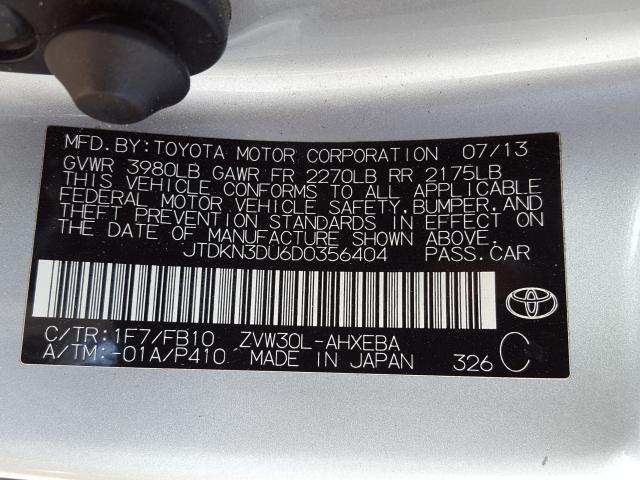 MFD. BY: TOYOTA MOTOR CORPORATION 07/13
GVWR 3980LB GAWR FR 2270LB RR 2175LB
THIS VEHICLE CONFORMS TO ALL APPLICABLE
FEDERAL MOTOR VEHICLE SAFETY, BUMPER, AND
THEFT PREVENTION STANDARDS IN EFFECT ON
THE DATE OF MANUFACTURE SHOWN ABOVE.
JTDKN3DU6D0356404 PASS. CAR
C/TR: 1F7/FB10 ZVW30L-AHXEBA
A/TM: -01A/P410 MADE IN JAPAN 326 C